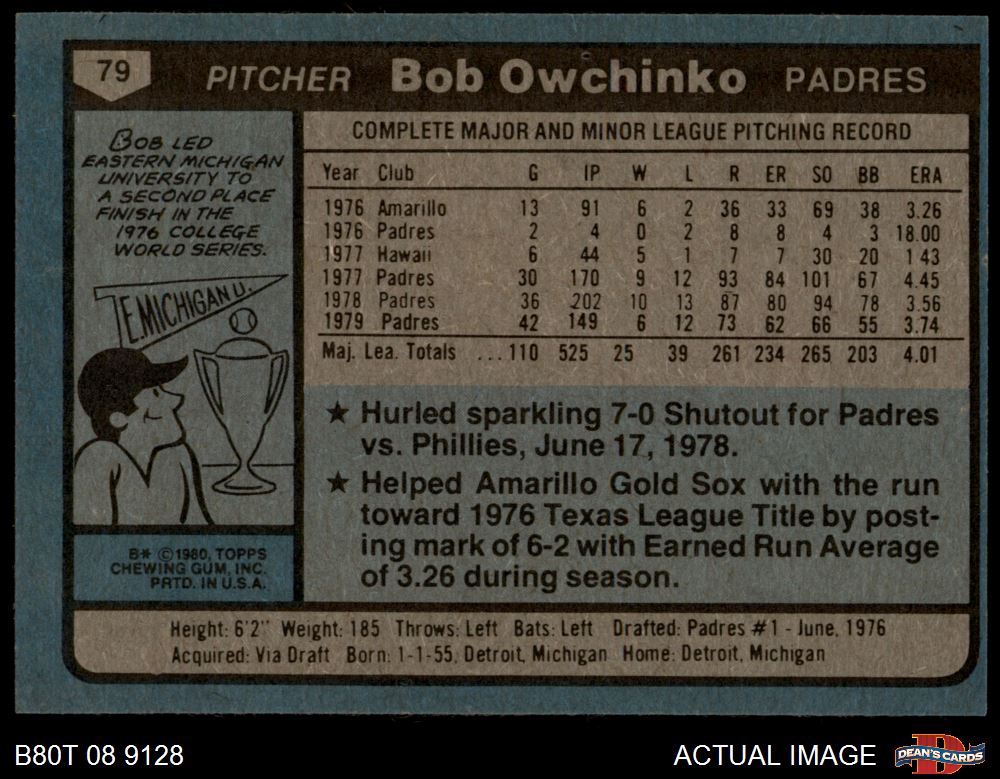 79 PITCHER Bob Owchinko PADRES
BOB LED
EASTERN MICHIGAN
UNIVERSITY TO
A SECOND PLACE
FINISH IN THE
1976 COLLEGE
WORLD SERIES.
E. MICHIGAN U.
B* ©1980, TOPPS
CHEWING GUM, INC.
PRTD. IN U.S.A.
COMPLETE MAJOR AND MINOR LEAGUE PITCHING RECORD
Year Club G IP W L R ER SO BB ERA
1976 Amarillo 13 91 6 2 36 33 69 38 3.26
1976 Padres 2 4 0 2 8 8 4 3 18.00
1977 Hawaii 6 44 5 1 7 7 30 20 1 43
1977 Padres 30 170 9 12 93 84 101 67 4.45
1978 Padres 36 202 10 13 87 80 94 78 3.56
1979 Padres 42 149 6 12 73 62 66 55 3.74
Maj. Lea. Totals ...110 525 25 39 261 234 265 203 4.01
★ Hurled sparkling 7-0 Shutout for Padres
vs. Phillies, June 17, 1978.
★ Helped Amarillo Gold Sox with the run
toward 1976 Texas League Title by post-
ing mark of 6-2 with Earned Run Average
of 3.26 during season.
Height: 6'2" Weight: 185 Throws: Left Bats: Left Drafted: Padres #1 - June, 1976
Acquired: Via Draft Born: 1-1-55, Detroit, Michigan Home: Detroit, Michigan
B80T 08 9128 ACTUAL IMAGE DEAN'S CARDS